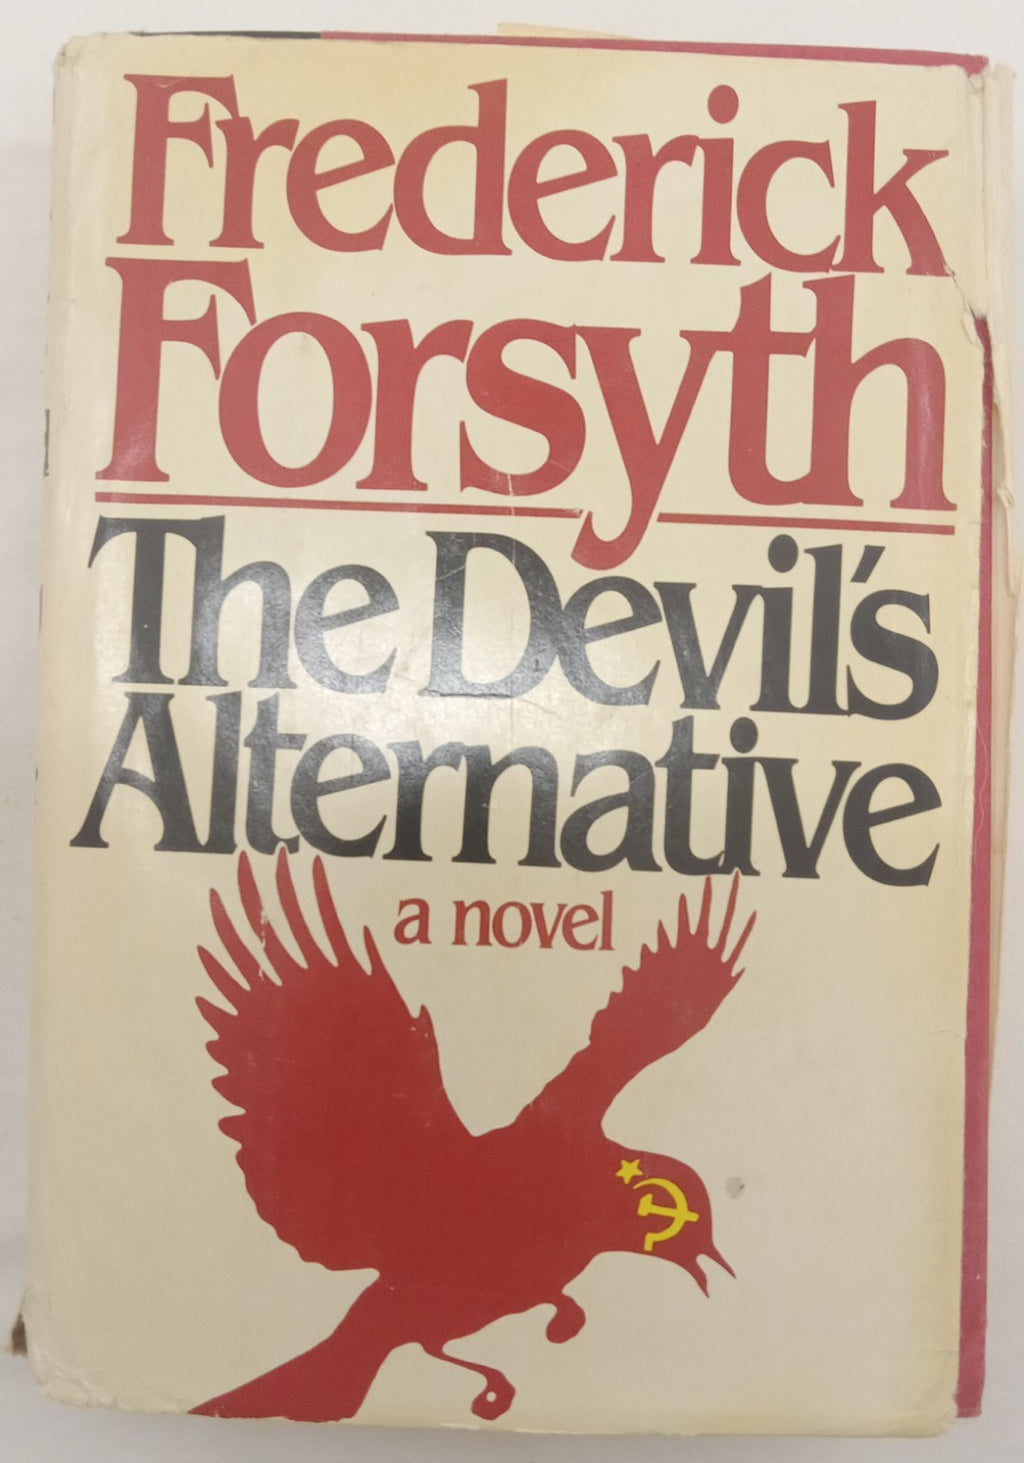 Frederick
Forsyth
The Devil's
Alternative
a novel